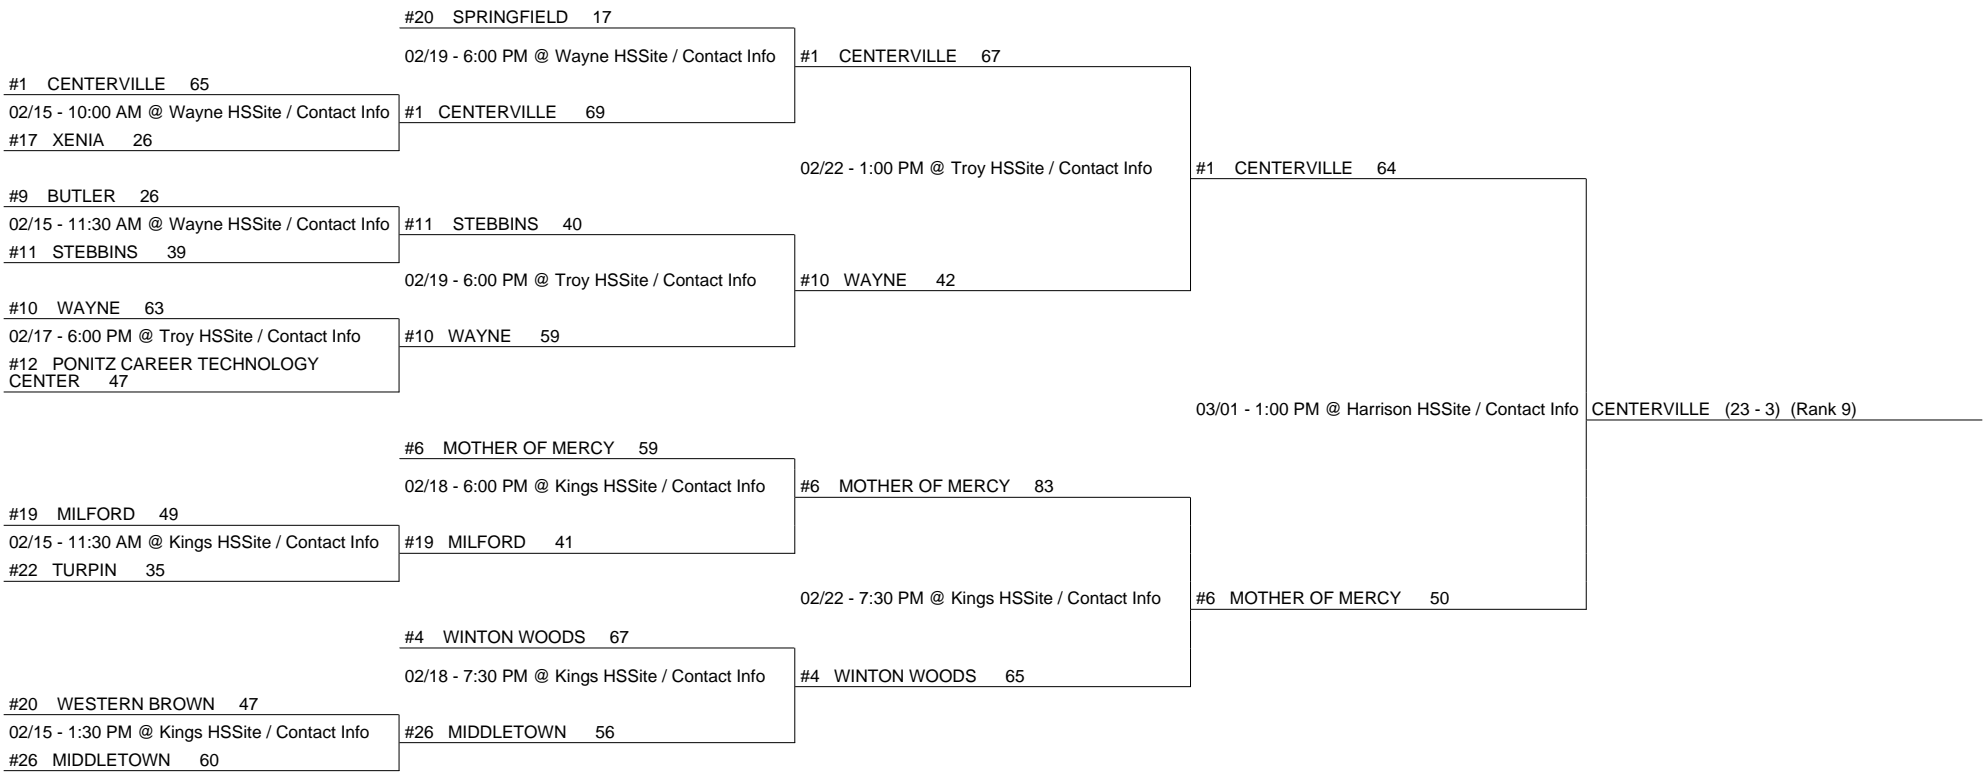 #20 SPRINGFIELD 17
02/19 - 6:00 PM @ Wayne HSSite / Contact Info
#1 CENTERVILLE 67
#1 CENTERVILLE 65
02/15 - 10:00 AM @ Wayne HSSite / Contact Info
#1 CENTERVILLE 69
#17 XENIA 26
02/22 - 1:00 PM @ Troy HSSite / Contact Info
#1 CENTERVILLE 64
#9 BUTLER 26
02/15 - 11:30 AM @ Wayne HSSite / Contact Info
#11 STEBBINS 40
#11 STEBBINS 39
02/19 - 6:00 PM @ Troy HSSite / Contact Info
#10 WAYNE 42
#10 WAYNE 63
02/17 - 6:00 PM @ Troy HSSite / Contact Info
#10 WAYNE 59
#12 PONITZ CAREER TECHNOLOGY
CENTER 47
03/01 - 1:00 PM @ Harrison HSSite / Contact Info
CENTERVILLE (23 - 3) (Rank 9)
#6 MOTHER OF MERCY 59
02/18 - 6:00 PM @ Kings HSSite / Contact Info
#6 MOTHER OF MERCY 83
#19 MILFORD 49
02/15 - 11:30 AM @ Kings HSSite / Contact Info
#19 MILFORD 41
#22 TURPIN 35
02/22 - 7:30 PM @ Kings HSSite / Contact Info
#6 MOTHER OF MERCY 50
#4 WINTON WOODS 67
02/18 - 7:30 PM @ Kings HSSite / Contact Info
#4 WINTON WOODS 65
#20 WESTERN BROWN 47
02/15 - 1:30 PM @ Kings HSSite / Contact Info
#26 MIDDLETOWN 56
#26 MIDDLETOWN 60